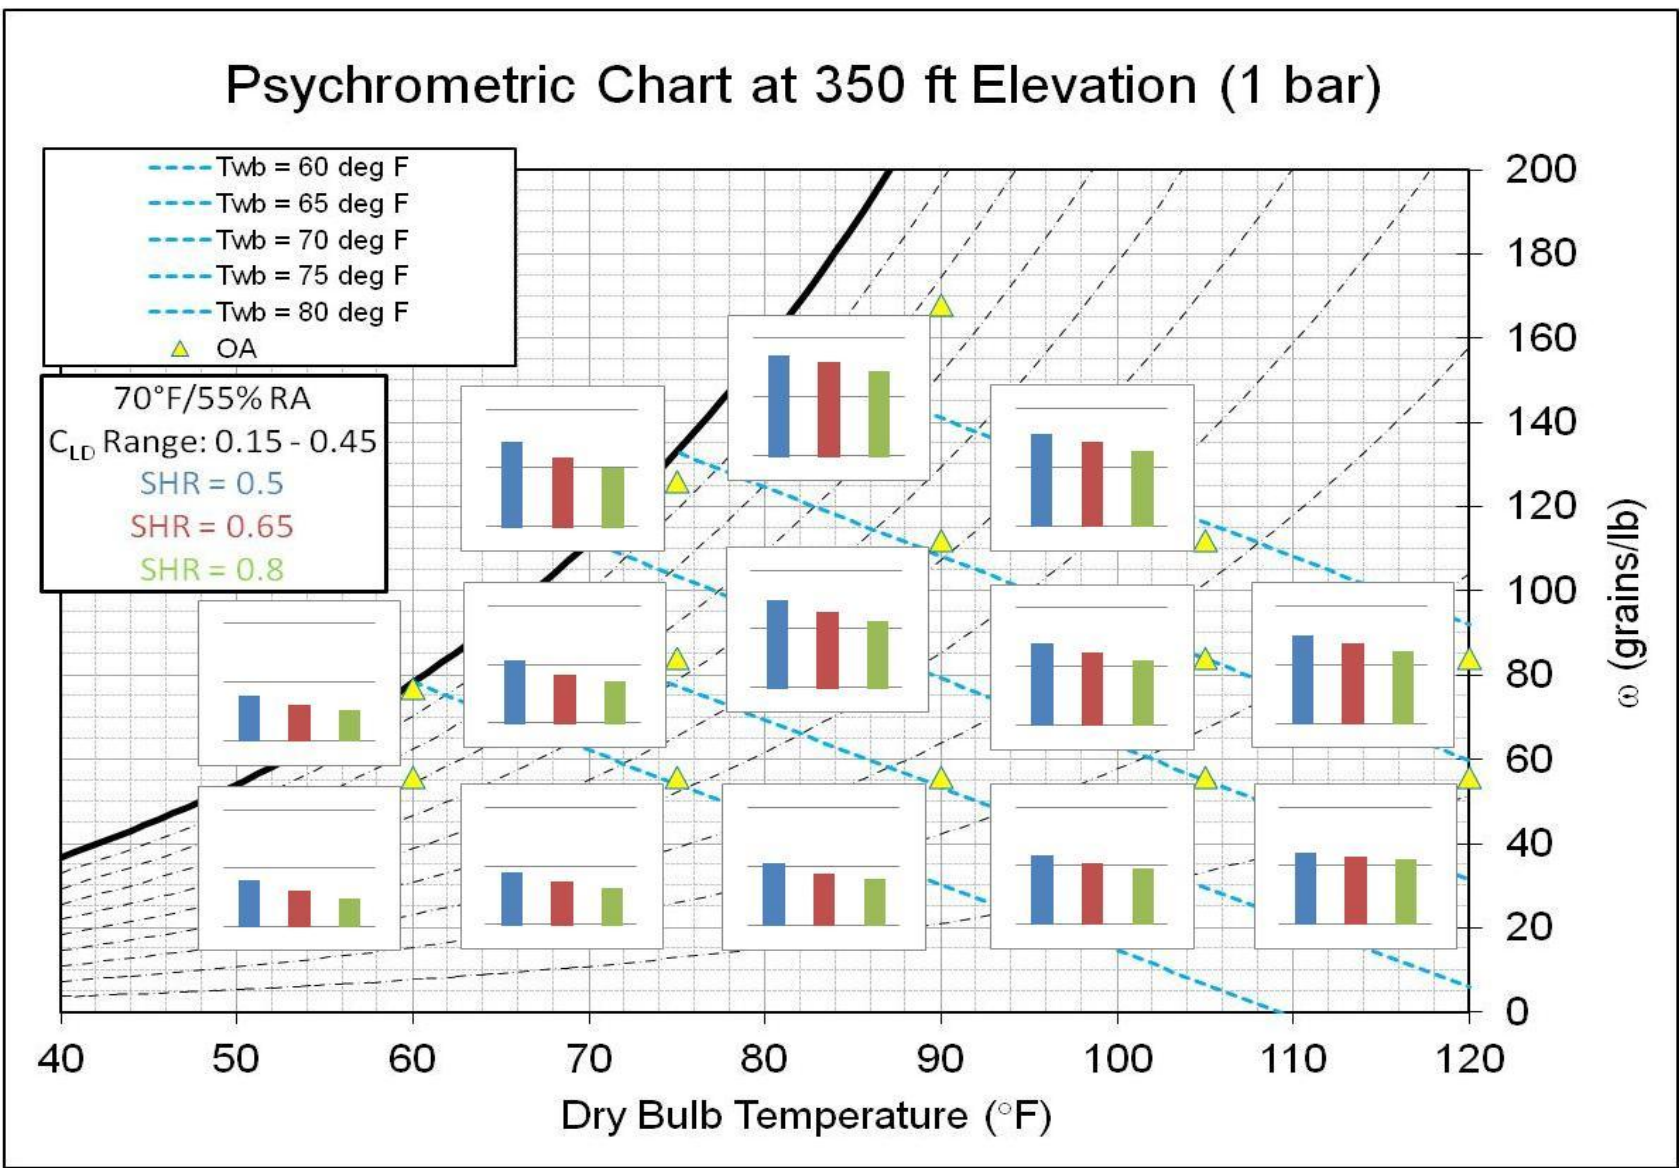 Psychrometric Chart at 350 ft Elevation (1 bar)
Twb = 60 deg F
Twb = 65 deg F
Twb = 70 deg F
Twb = 75 deg F
Twb = 80 deg F
OA
70°F/55% RA
C_LD Range: 0.15 - 0.45
SHR = 0.5
SHR = 0.65
SHR = 0.8
200
180
160
140
120
100
80
60
40
20
0
ω (grains/lb)
40 50 60 70 80 90 100 110 120
Dry Bulb Temperature (°F)